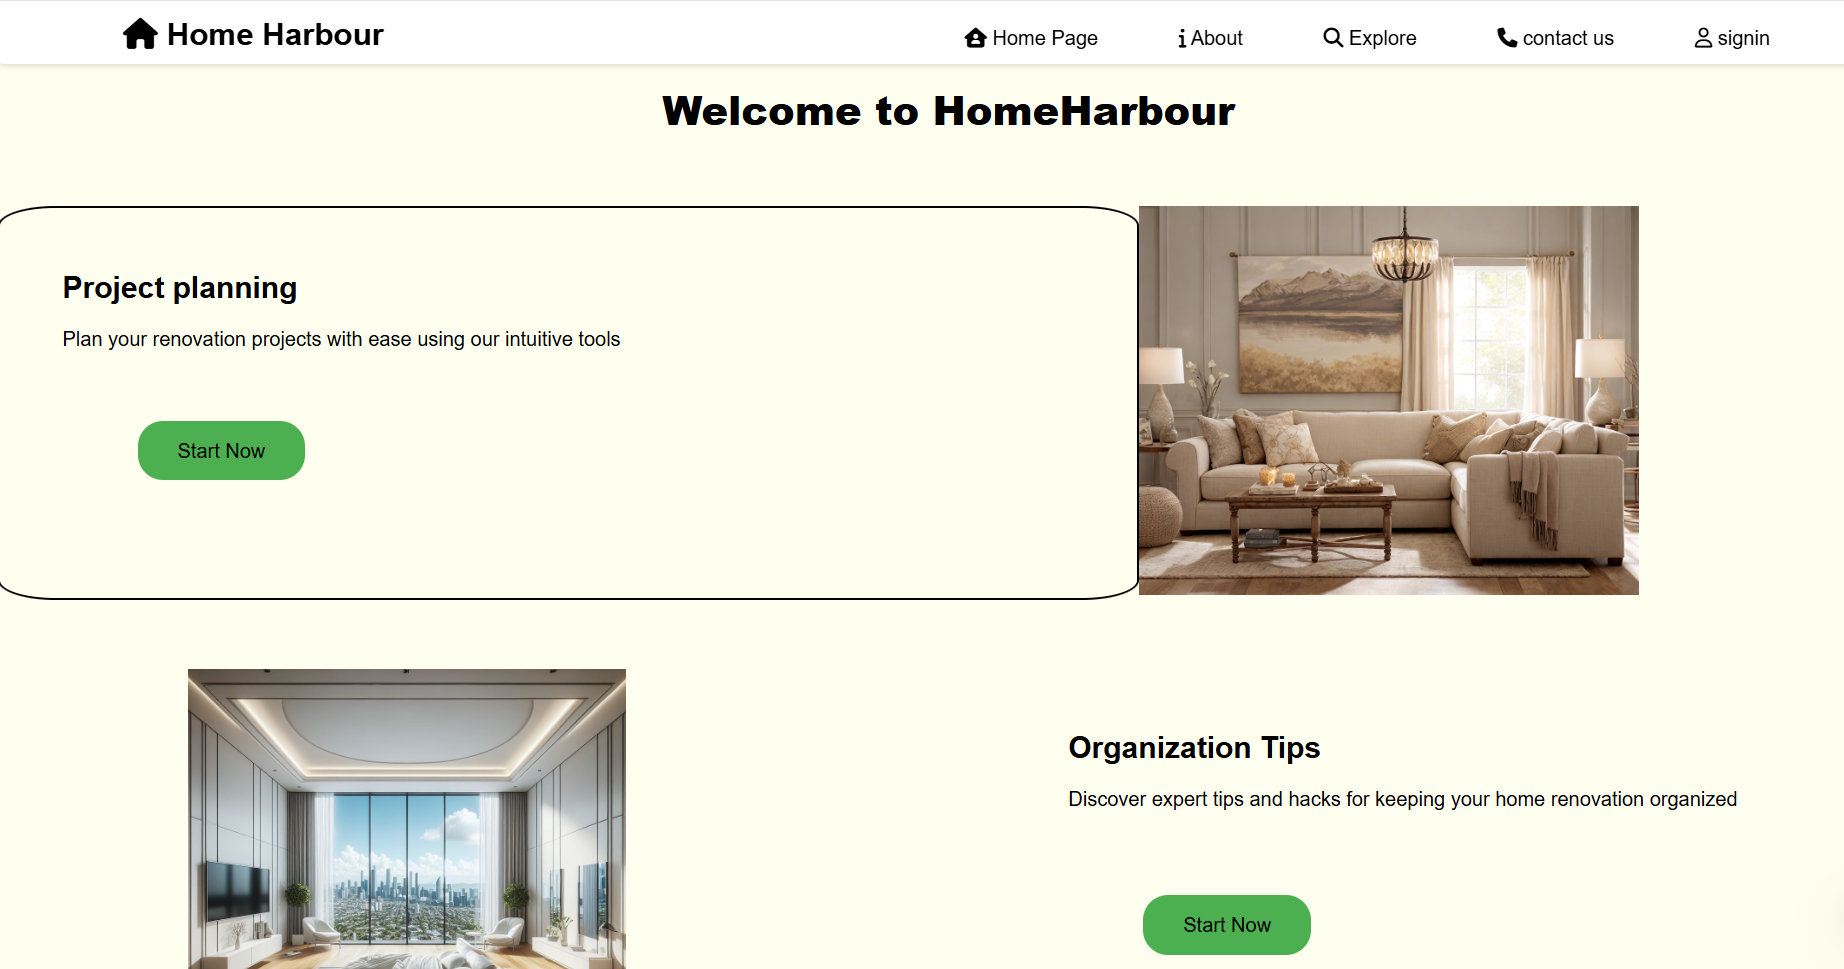 Home Harbour
Home Page
About
Explore
contact us
signin
Welcome to HomeHarbour
Project planning
Plan your renovation projects with ease using our intuitive tools
Start Now
Organization Tips
Discover expert tips and hacks for keeping your home renovation organized
Start Now